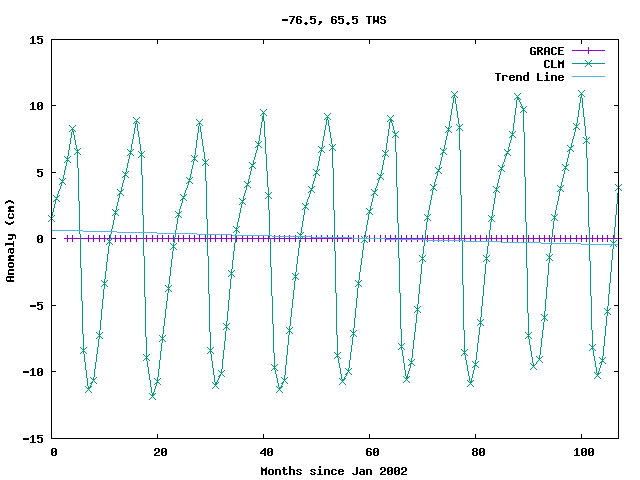 -76.5, 65.5 TWS
15
GRACE
CLM
Trend Line
10
5
0
-5
-10
-15
Anomaly (cm)
0 20 40 60 80 100
Months since Jan 2002